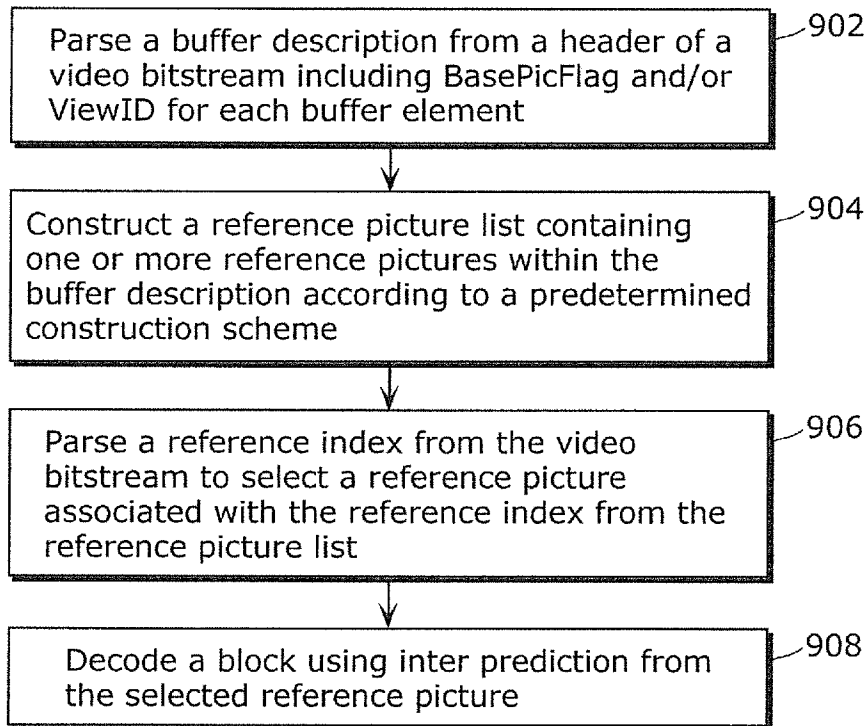 Parse a buffer description from a header of a
video bitstream including BasePicFlag and/or
ViewID for each buffer element
902
Construct a reference picture list containing
one or more reference pictures within the
buffer description according to a predetermined
construction scheme
904
Parse a reference index from the video
bitstream to select a reference picture
associated with the reference index from the
reference picture list
906
Decode a block using inter prediction from
the selected reference picture
908